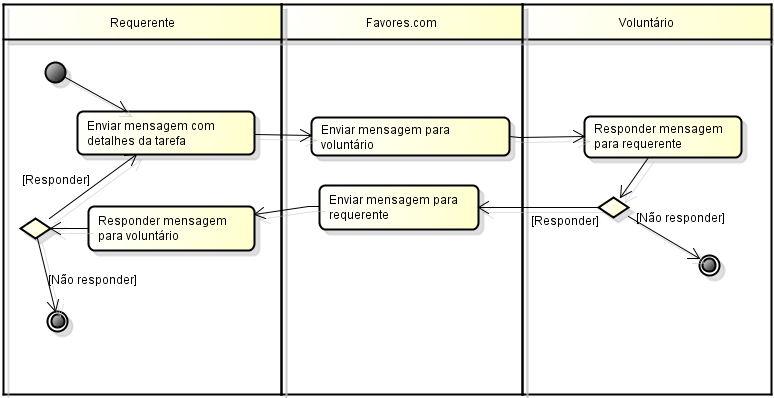 Requerente
Favores.com
Voluntário
Enviar mensagem com
detalhes da tarefa
Enviar mensagem para
voluntário
Responder mensagem
para requerente
[Responder]
Responder mensagem
para voluntário
Enviar mensagem para
requerente
[Responder]
[Não responder]
[Não responder]